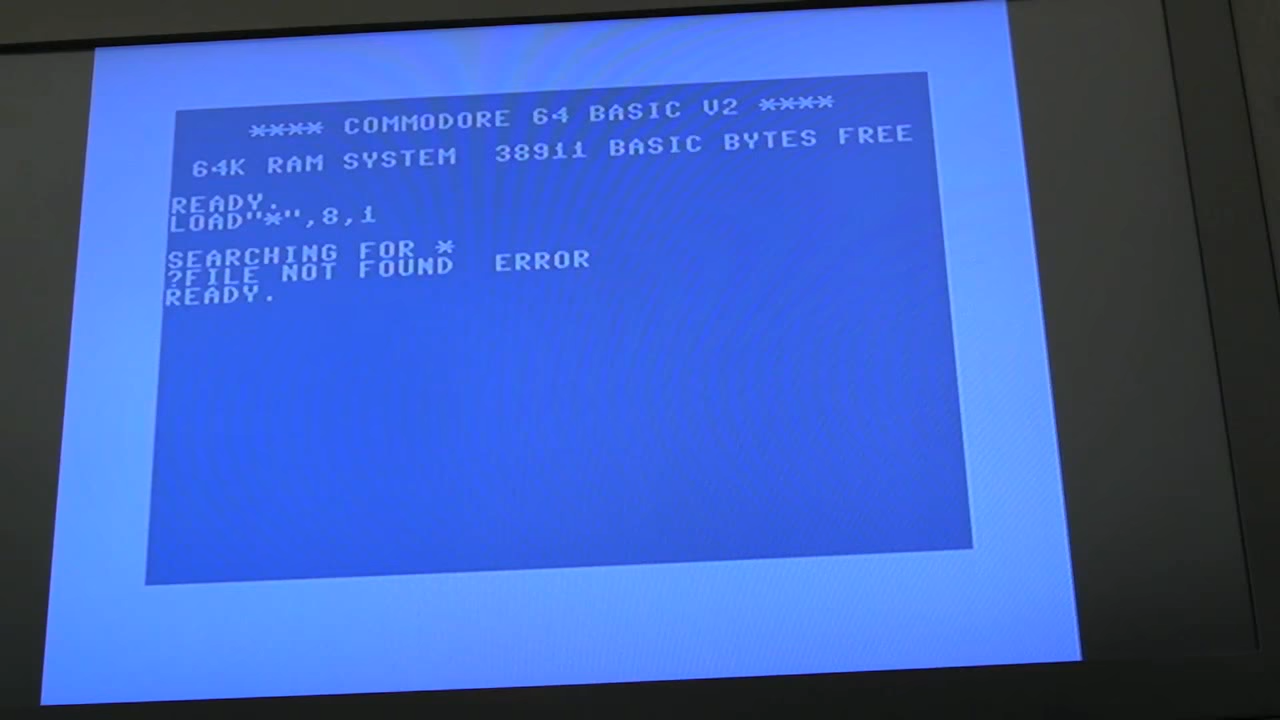 **** COMMODORE 64 BASIC V2 ****
64K RAM SYSTEM  38911 BASIC BYTES FREE
READY.
LOAD"*",8,1
SEARCHING FOR *
?FILE NOT FOUND  ERROR
READY.